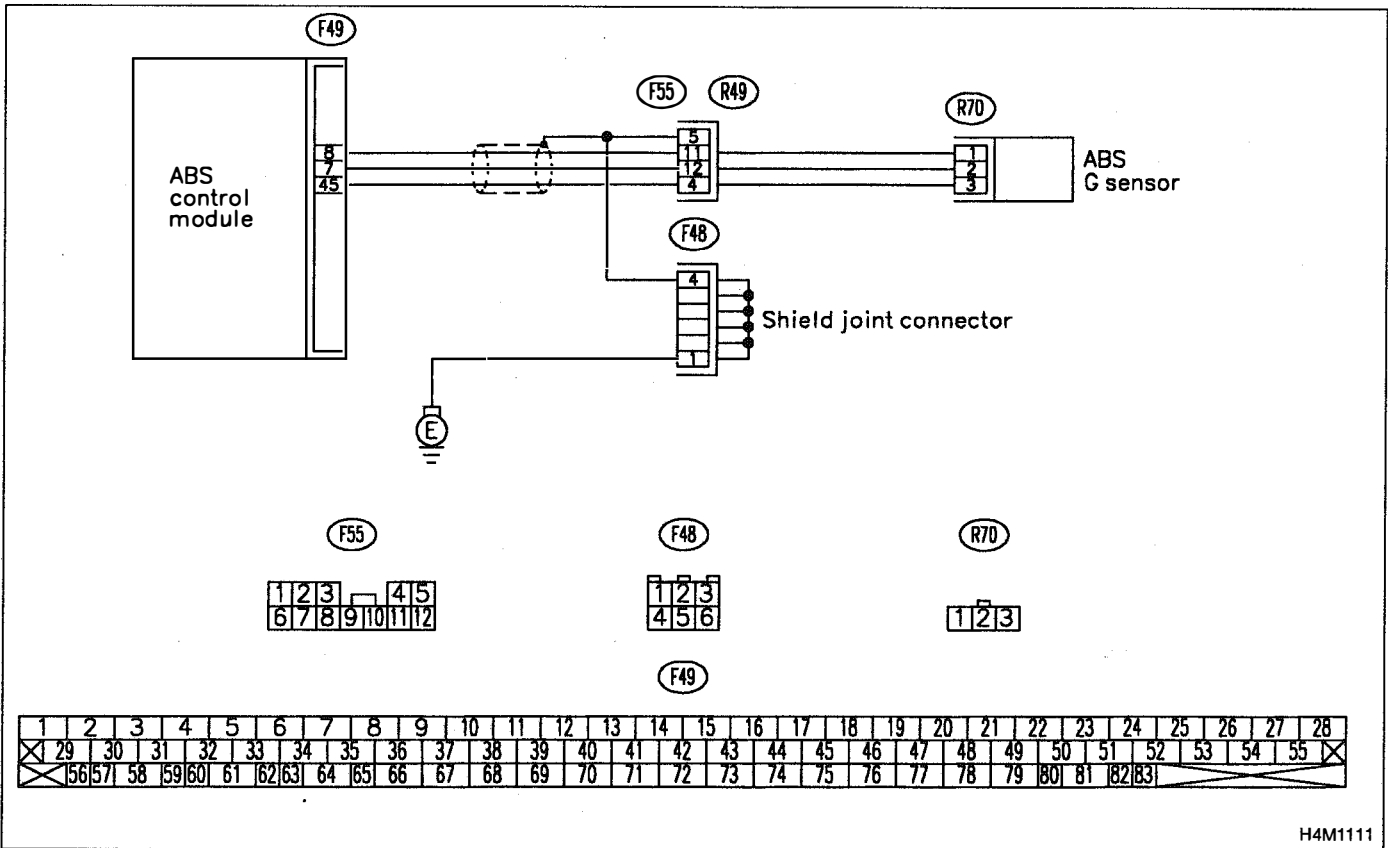 F49
F55 R49
R70
5
8 11 1
7 12 2
45 4 3
ABS
control
module
ABS
G sensor
F48
4
Shield joint connector
1
E
F55
F48
R70
1 2 3 4 5
6 7 8 9 10 11 12
1 2 3
4 5 6
1 2 3
F49
1 2 3 4 5 6 7 8 9 10 11 12 13 14 15 16 17 18 19 20 21 22 23 24 25 26 27 28
29 30 31 32 33 34 35 36 37 38 39 40 41 42 43 44 45 46 47 48 49 50 51 52 53 54 55
56 57 58 59 60 61 62 63 64 65 66 67 68 69 70 71 72 73 74 75 76 77 78 79 80 81 82 83
H4M1111